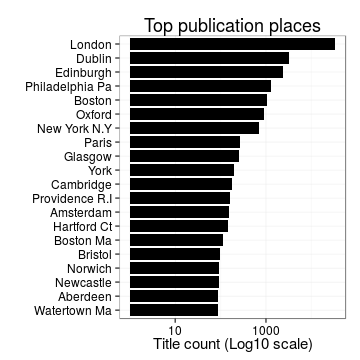 Top publication places
London
Dublin
Edinburgh
Philadelphia Pa
Boston
Oxford
New York N.Y
Paris
Glasgow
York
Cambridge
Providence R.I
Amsterdam
Hartford Ct
Boston Ma
Bristol
Norwich
Newcastle
Aberdeen
Watertown Ma
10 1000
Title count (Log10 scale)